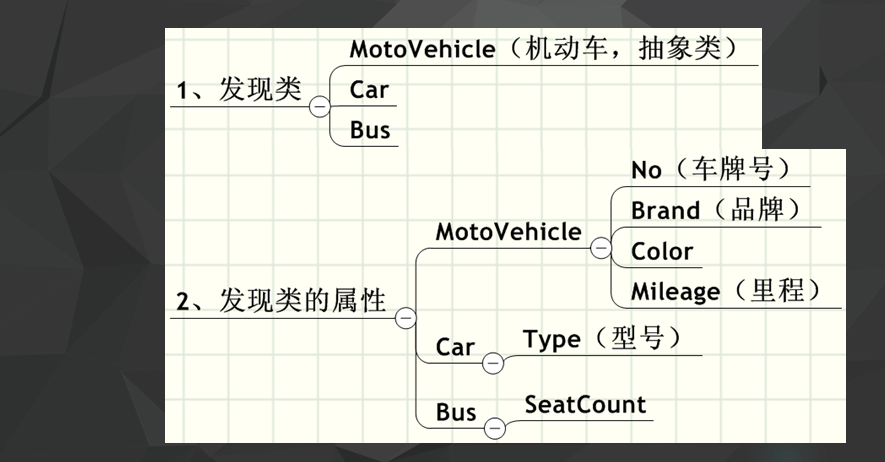 MotoVehicle（机动车，抽象类）
1、发现类
Car
Bus
No（车牌号）
Brand（品牌）
MotoVehicle
Color
Mileage（里程）
2、发现类的属性
Car
Type（型号）
Bus
SeatCount